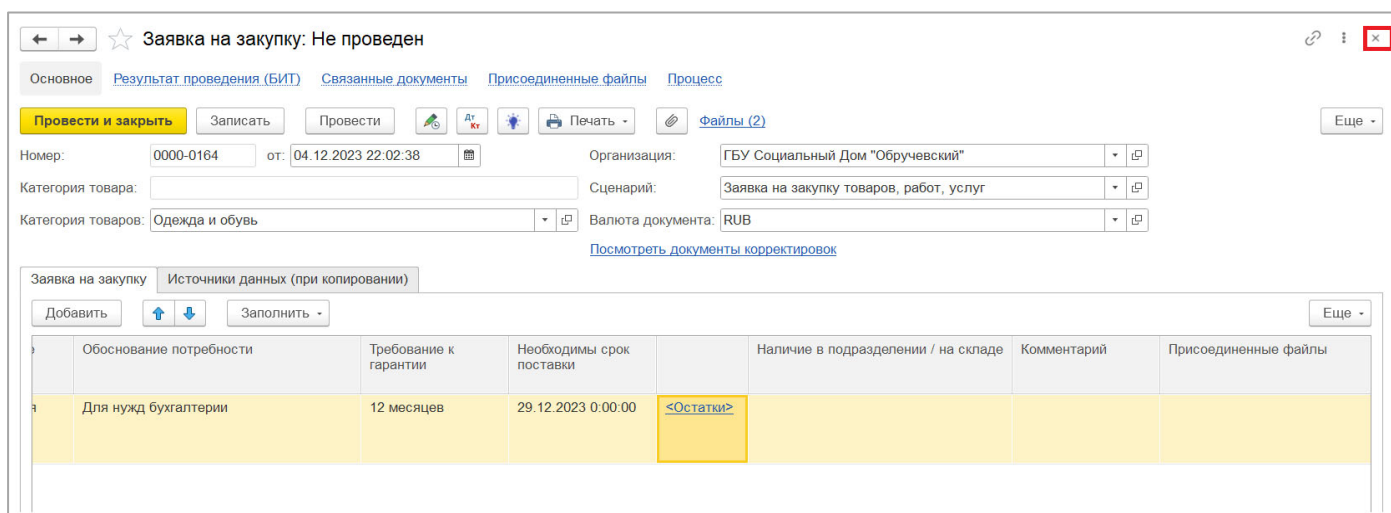 Заявка на закупку: Не проведен
Основное Результат проведения (БИТ) Связанные документы Присоединенные файлы Процесс
Провести и закрыть Записать Провести Дт Кт Печать Файлы (2) Еще
Номер: 0000-0164 от: 04.12.2023 22:02:38 Организация: ГБУ Социальный Дом "Обручевский"
Категория товара: Сценарий: Заявка на закупку товаров, работ, услуг
Категория товаров: Одежда и обувь Валюта документа: RUB
Посмотреть документы корректировок
Заявка на закупку Источники данных (при копировании)
Добавить Заполнить Еще
Обоснование потребности Требование к Необходимы срок Наличие в подразделении / на складе Комментарий Присоединенные файлы
гарантии поставки
я Для нужд бухгалтерии 12 месяцев 29.12.2023 0:00:00 <Остатки>